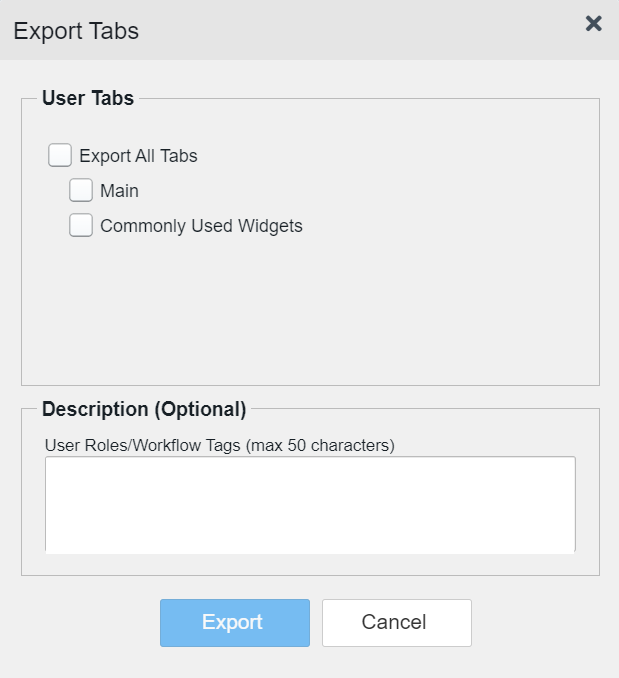 Export Tabs
User Tabs
Export All Tabs
Main
Commonly Used Widgets
Description (Optional)
User Roles/Workflow Tags (max 50 characters)
Export
Cancel